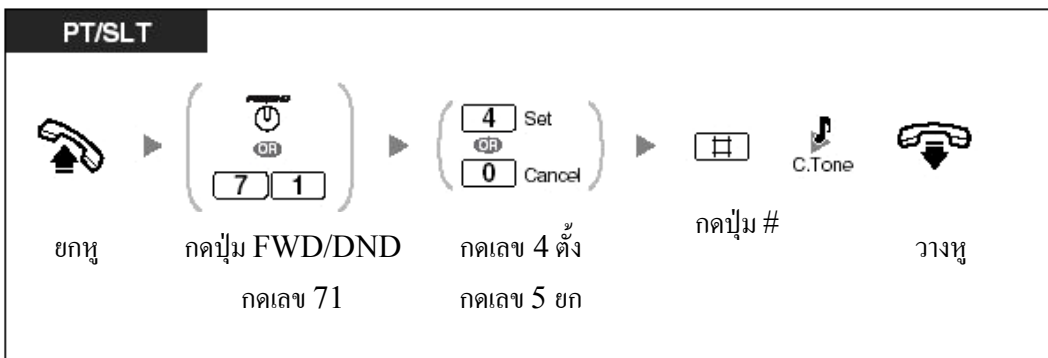 PT/SLT
FWD/DND
OR
7 1
4 Set
OR
0 Cancel
#
C.Tone
ยกหู
กดปุ่ม FWD/DND
กดเลข 71
กดเลข 4 ตั้ง
กดเลข 5 ยก
กดปุ่ม #
วางหู